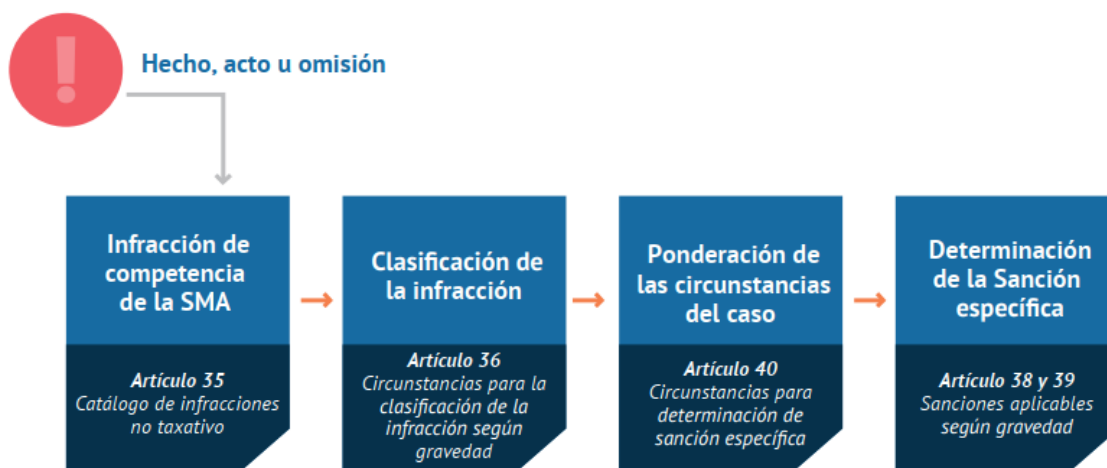 !
Hecho, acto u omisión
Infracción de
competencia
de la SMA
Artículo 35
Catálogo de infracciones
no taxativo
Clasificación de
la infracción
Artículo 36
Circunstancias para la
clasificación de la
infracción según
gravedad
Ponderación de
las circunstancias
del caso
Artículo 40
Circunstancias para
determinación de
sanción específica
Determinación
de la Sanción
específica
Artículo 38 y 39
Sanciones aplicables
según gravedad